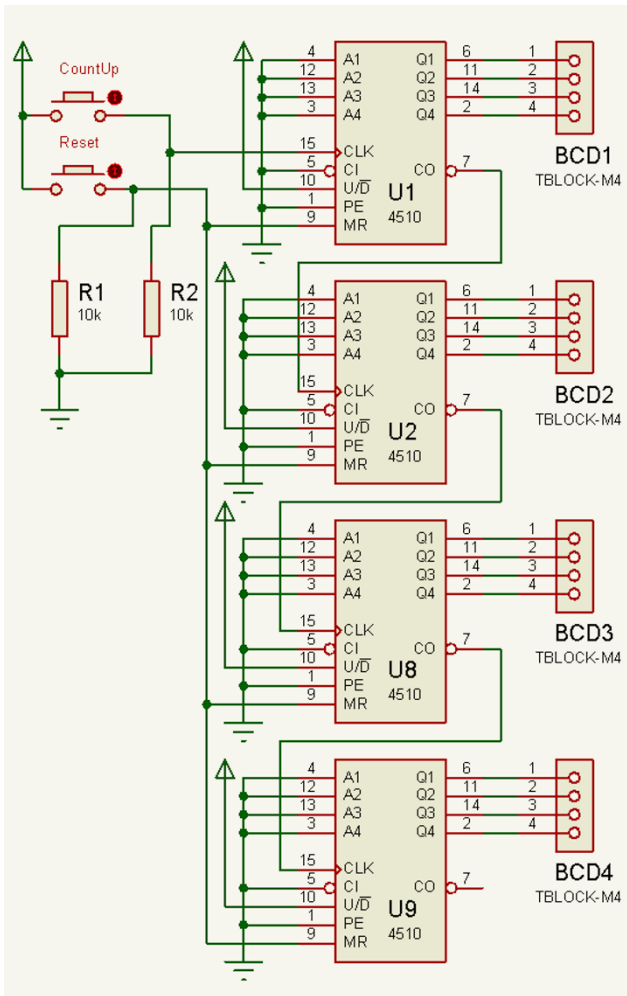 CountUp
Reset
R1
10k
R2
10k
4 A1 Q1 6 1
12 A2 Q2 11 2
13 A3 Q3 14 3
3 A4 Q4 2 4
BCD1
TBLOCK-M4
15 CLK
5 CI CO 7
10 U/D
1 PE
9 MR
U1
4510
4 A1 Q1 6 1
12 A2 Q2 11 2
13 A3 Q3 14 3
3 A4 Q4 2 4
BCD2
TBLOCK-M4
15 CLK
5 CI CO 7
10 U/D
1 PE
9 MR
U2
4510
4 A1 Q1 6 1
12 A2 Q2 11 2
13 A3 Q3 14 3
3 A4 Q4 2 4
BCD3
TBLOCK-M4
15 CLK
5 CI CO 7
10 U/D
1 PE
9 MR
U8
4510
4 A1 Q1 6 1
12 A2 Q2 11 2
13 A3 Q3 14 3
3 A4 Q4 2 4
BCD4
TBLOCK-M4
15 CLK
5 CI CO 7
10 U/D
1 PE
9 MR
U9
4510